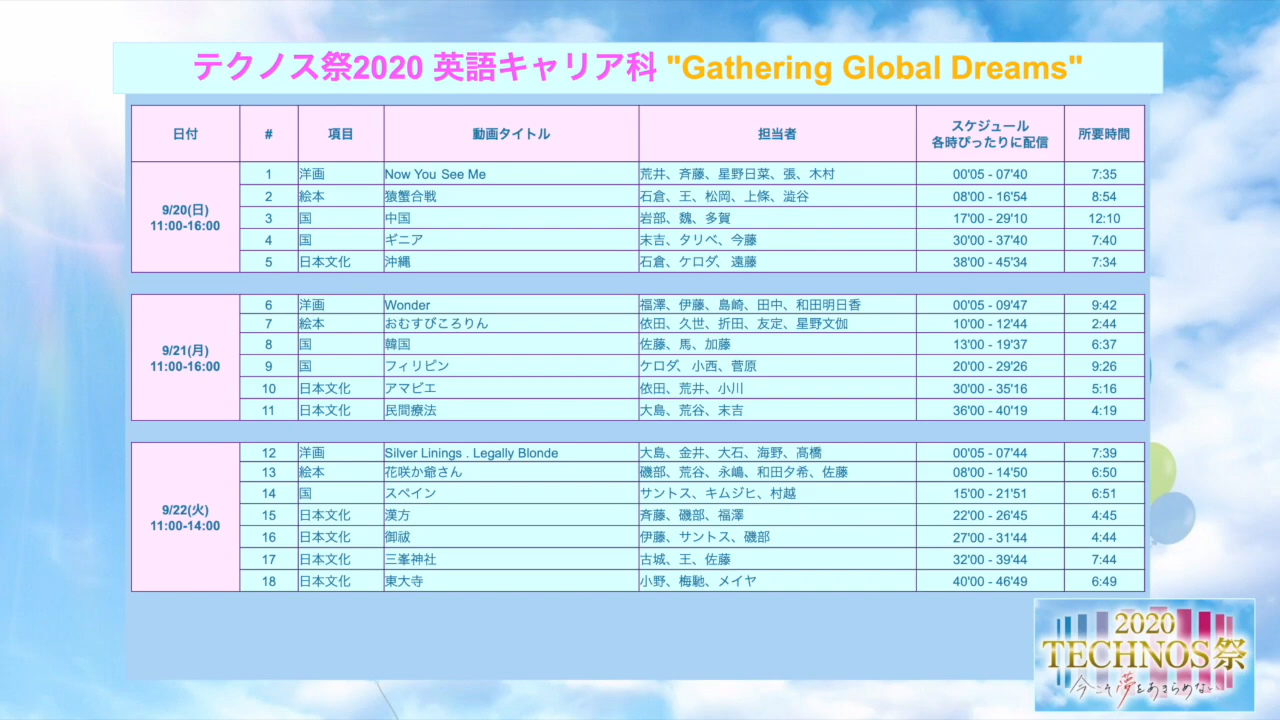 テクノス祭2020 英語キャリア科 "Gathering Global Dreams"
日付 # 項目 動画タイトル 担当者 スケジュール 各時ぴったりに配信 所要時間
9/20(日) 11:00-16:00
1 洋画 Now You See Me 荒井、斉藤、星野日菜、張、木村 00'05 - 07'40 7:35
2 絵本 猿蟹合戦 石倉、王、松岡、上條、澁谷 08'00 - 16'54 8:54
3 国 中国 岩部、魏、多賀 17'00 - 29'10 12:10
4 国 ギニア 末吉、タリベ、今藤 30'00 - 37'40 7:40
5 日本文化 沖縄 石倉、ケロダ、遠藤 38'00 - 45'34 7:34
9/21(月) 11:00-16:00
6 洋画 Wonder 福澤、伊藤、島崎、田中、和田明日香 00'05 - 09'47 9:42
7 絵本 おむすびころりん 依田、久世、折田、友定、星野文伽 10'00 - 12'44 2:44
8 国 韓国 佐藤、馬、加藤 13'00 - 19'37 6:37
9 国 フィリピン ケロダ、小西、菅原 20'00 - 29'26 9:26
10 日本文化 アマビエ 依田、荒井、小川 30'00 - 35'16 5:16
11 日本文化 民間療法 大島、荒谷、末吉 36'00 - 40'19 4:19
9/22(火) 11:00-14:00
12 洋画 Silver Linings . Legally Blonde 大島、金井、大石、海野、髙橋 00'05 - 07'44 7:39
13 絵本 花咲か爺さん 磯部、荒谷、永嶋、和田夕希、佐藤 08'00 - 14'50 6:50
14 国 スペイン サントス、キムジヒ、村越 15'00 - 21'51 6:51
15 日本文化 漢方 斉藤、磯部、福澤 22'00 - 26'45 4:45
16 日本文化 御祓 伊藤、サントス、磯部 27'00 - 31'44 4:44
17 日本文化 三峯神社 古城、王、佐藤 32'00 - 39'44 7:44
18 日本文化 東大寺 小野、梅馳、メイヤ 40'00 - 46'49 6:49
2020
TECHNOS祭
今こそ夢をあきらめない